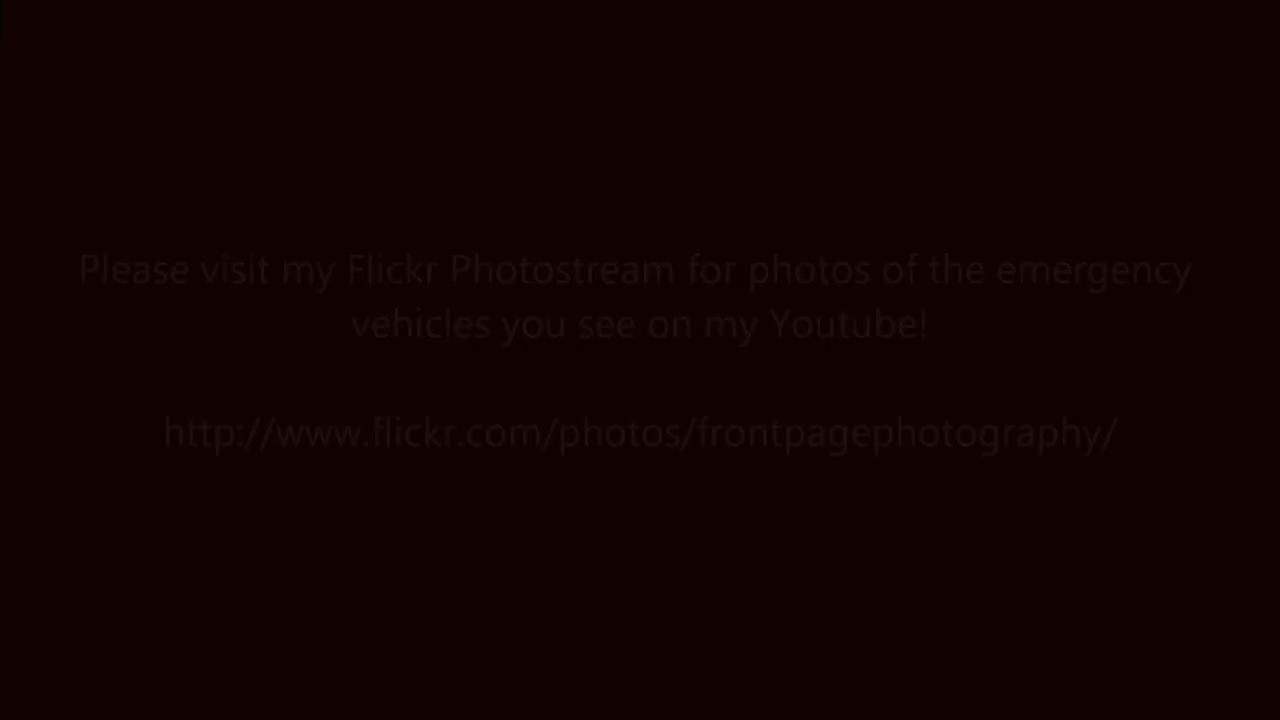 Please visit my Flickr Photostream for photos of the emergency
vehicles you see on my Youtube!
http://www.flickr.com/photos/frontpagephotography/